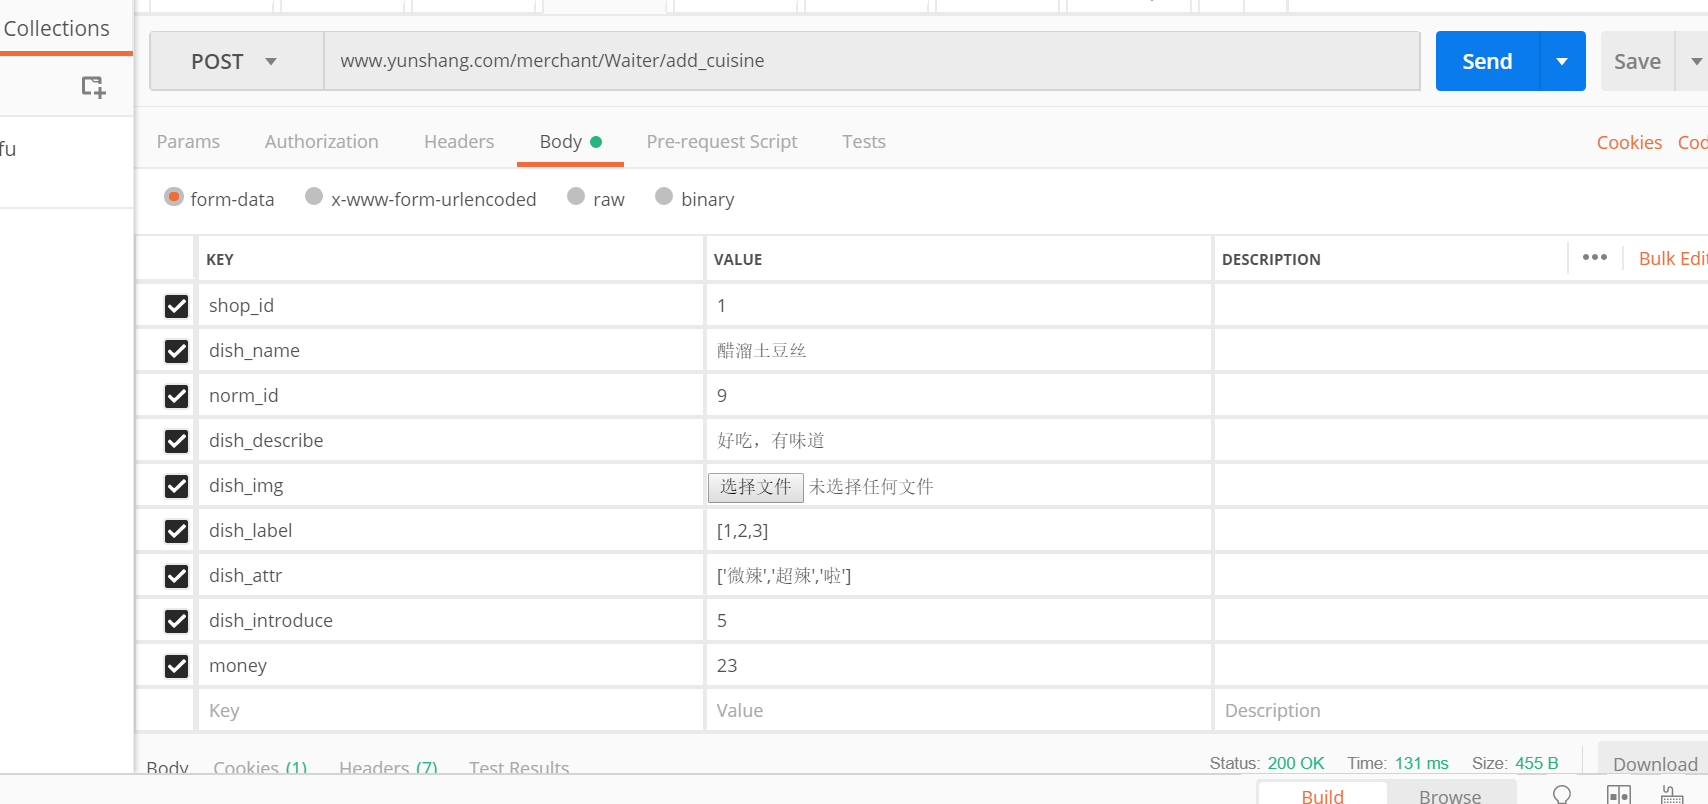 Collections
POST www.yunshang.com/merchant/Waiter/add_cuisine Send Save
fu
Params Authorization Headers Body Pre-request Script Tests Cookies Cod
form-data x-www-form-urlencoded raw binary
KEY VALUE DESCRIPTION ••• Bulk Edit
shop_id 1
dish_name 醋溜土豆丝
norm_id 9
dish_describe 好吃，有味道
dish_img 选择文件 未选择任何文件
dish_label [1,2,3]
dish_attr ['微辣','超辣','啦']
dish_introduce 5
money 23
Key Value Description
Body Cookies (1) Headers (7) Test Results Status: 200 OK Time: 131 ms Size: 455 B Download
Build Browse